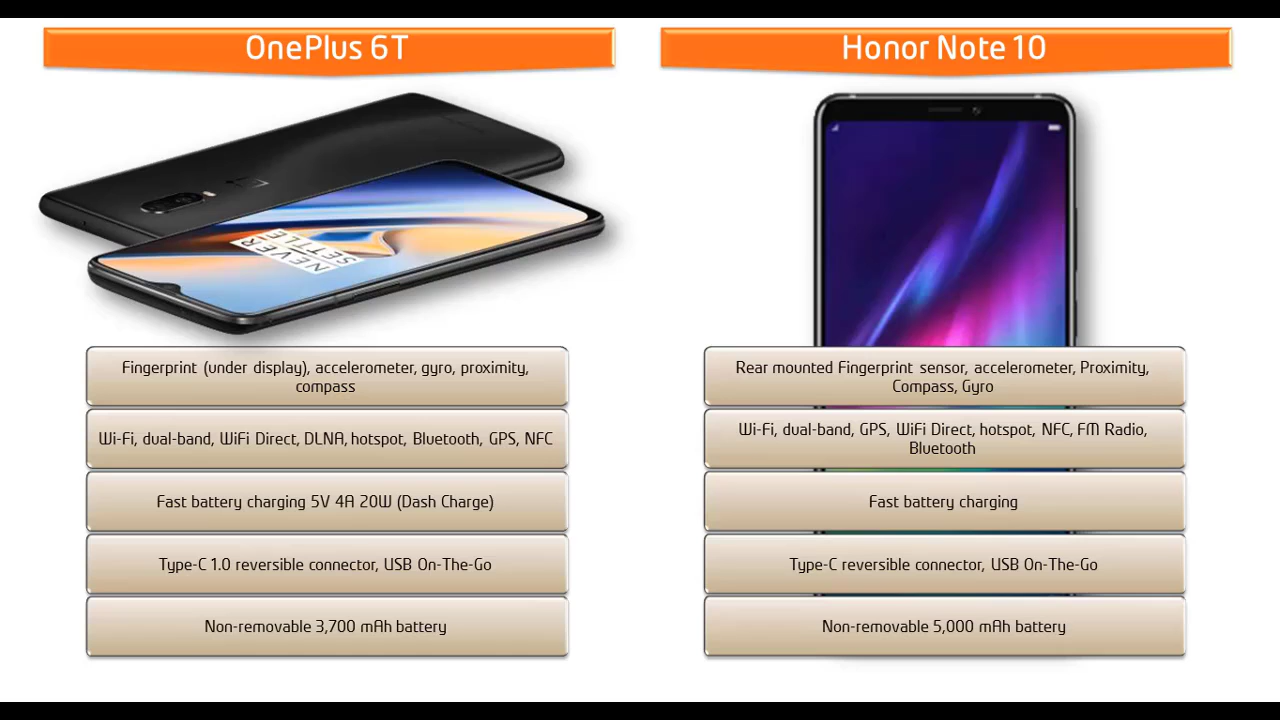 OnePlus 6T
Honor Note 10
NEVER
SETTLE
Fingerprint (under display), accelerometer, gyro, proximity,
compass
Rear mounted Fingerprint sensor, accelerometer, Proximity,
Compass, Gyro
Wi-Fi, dual-band, WiFi Direct, DLNA, hotspot, Bluetooth, GPS, NFC
Wi-Fi, dual-band, GPS, WiFi Direct, hotspot, NFC, FM Radio,
Bluetooth
Fast battery charging 5V 4A 20W (Dash Charge)
Fast battery charging
Type-C 1.0 reversible connector, USB On-The-Go
Type-C reversible connector, USB On-The-Go
Non-removable 3,700 mAh battery
Non-removable 5,000 mAh battery